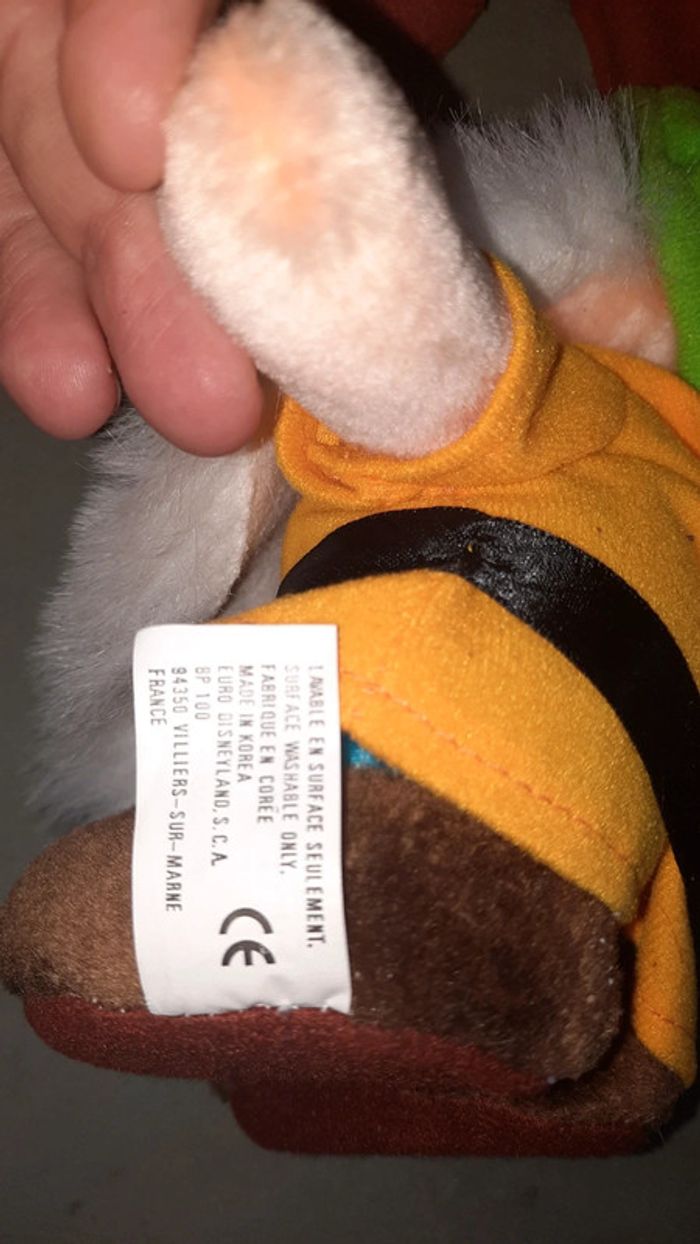 LAVABLE EN SURFACE SEULEMENT.
SURFACE WASHABLE ONLY.
FABRIQUE EN CORÉE
MADE IN KOREA
EURO DISNEYLAND, S.C.A.
BP 100
94350 VILLIERS-SUR-MARNE
FRANCE
CE